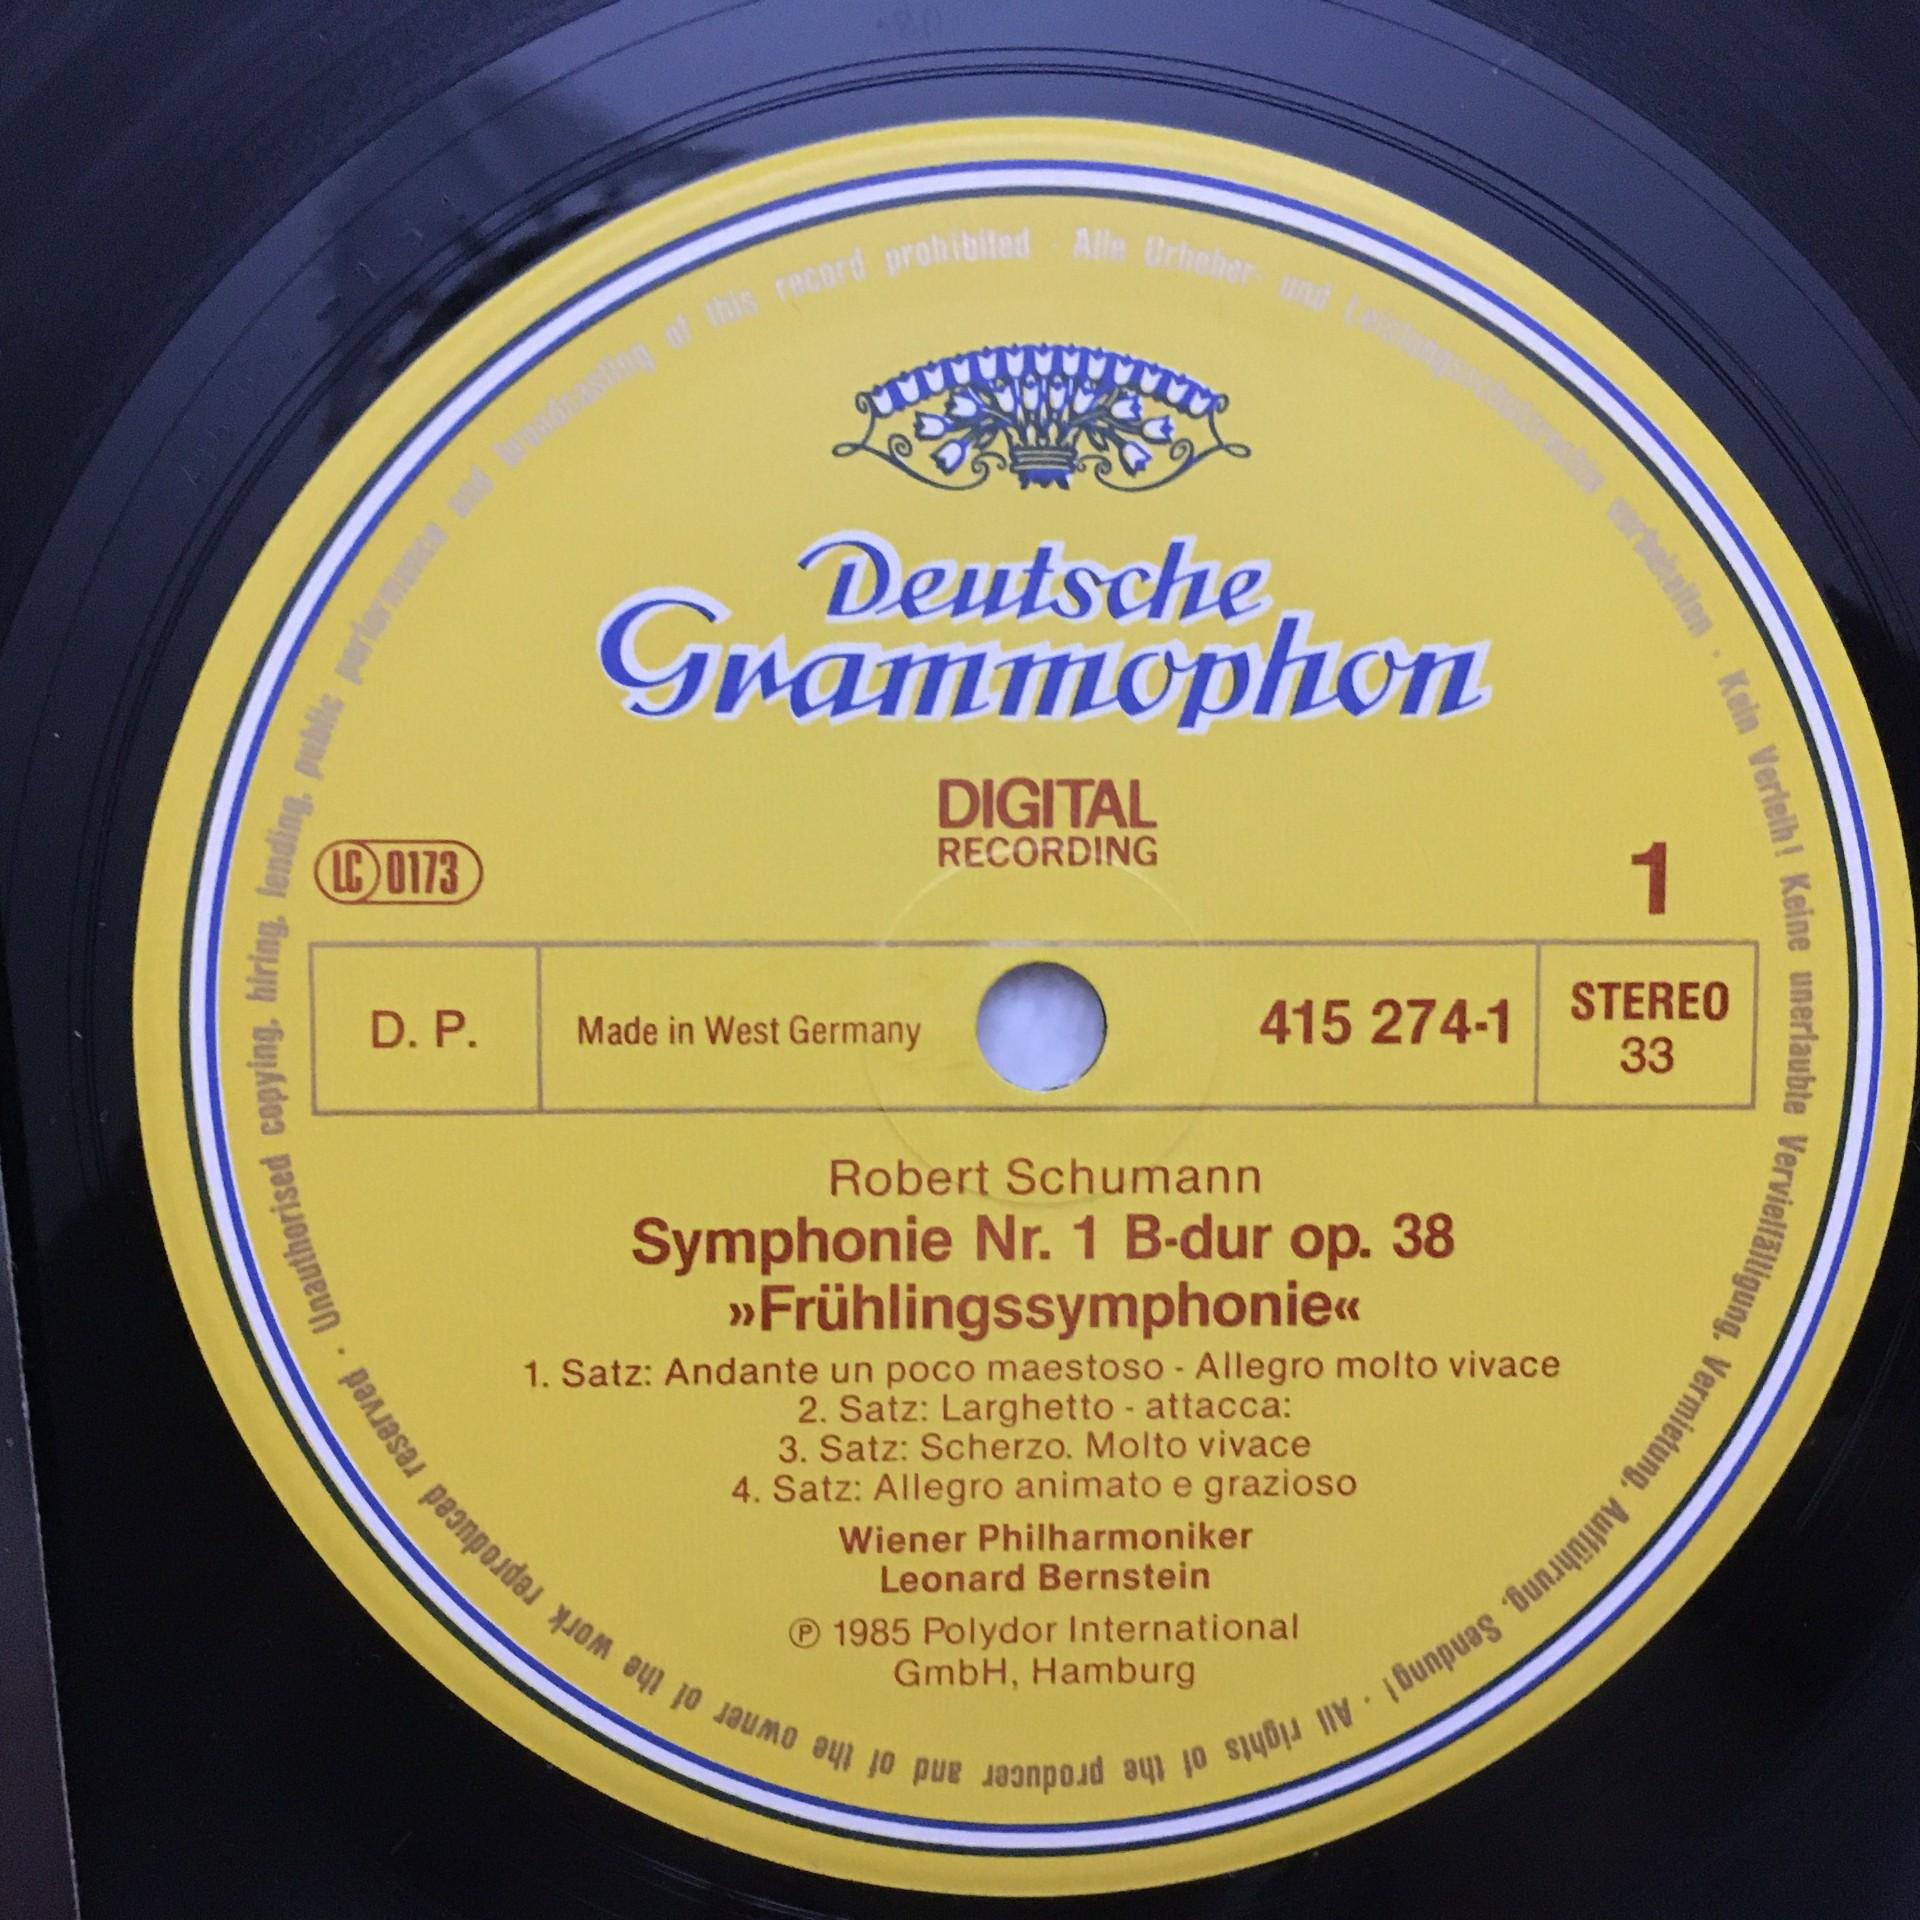 Deutsche
Grammophon
DIGITAL
RECORDING
LC 0173
1
D. P.
Made in West Germany
415 274-1
STEREO
33
Robert Schumann
Symphonie Nr. 1 B-dur op. 38
»Frühlingssymphonie«
1. Satz: Andante un poco maestoso - Allegro molto vivace
2. Satz: Larghetto - attacca:
3. Satz: Scherzo. Molto vivace
4. Satz: Allegro animato e grazioso
Wiener Philharmoniker
Leonard Bernstein
℗ 1985 Polydor International
GmbH, Hamburg
Alle Urheber- und Leistungsschutzrechte vorbehalten · Kein Verleih! Keine unerlaubte Vervielfältigung, Vermietung, Aufführung, Sendung! · All rights of the producer and of the owner of the work reproduced reserved · Unauthorised copying, hiring, lending, public performance and broadcasting of this record prohibited ·